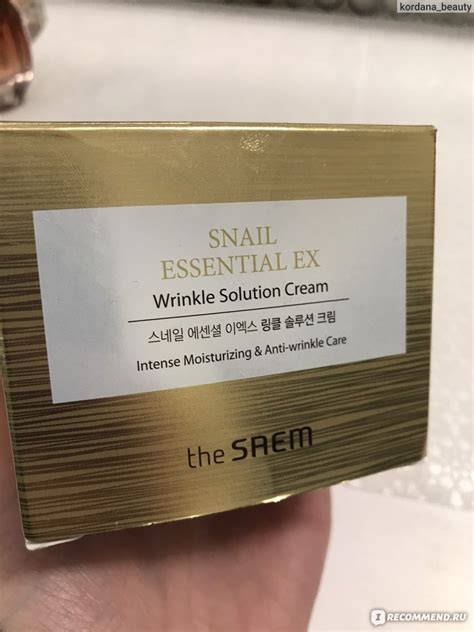 kordana_beauty
SNAIL
ESSENTIAL EX
Wrinkle Solution Cream
스네일 에센셜 이엑스 링클 솔루션 크림
Intense Moisturizing & Anti-wrinkle Care
the SAEM
I RECOMMEND.RU